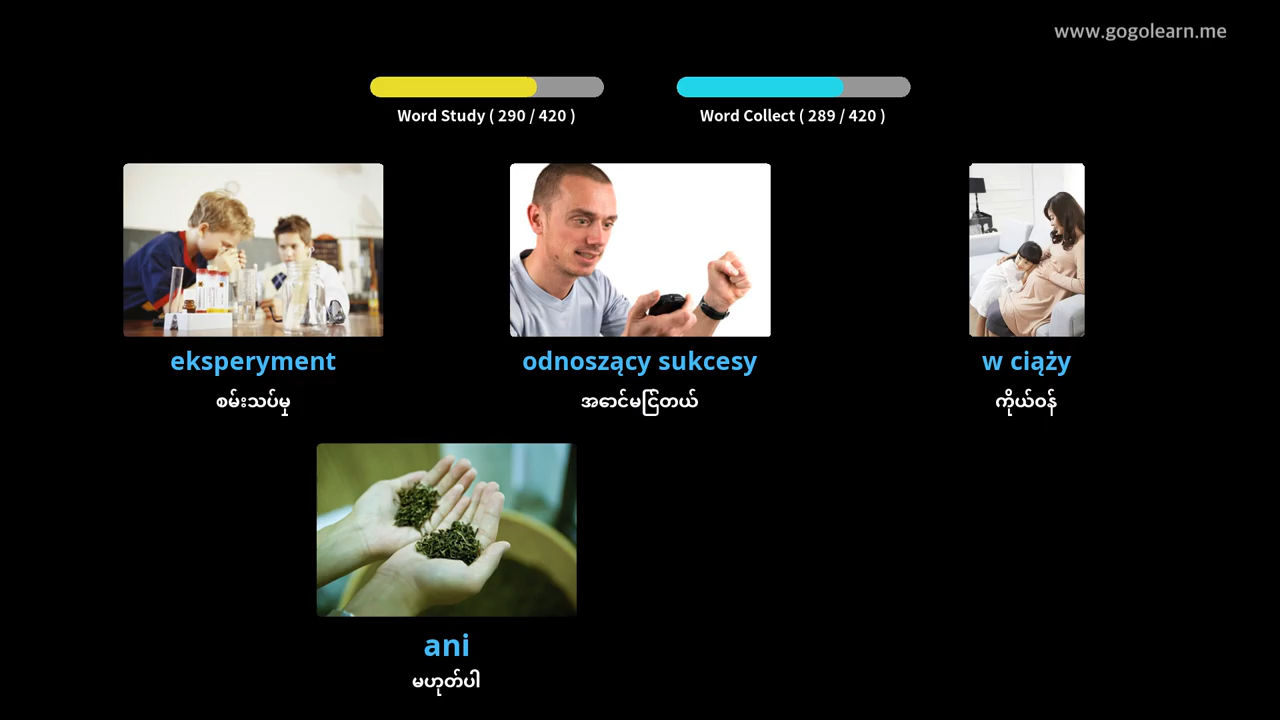 www.gogolearn.me
Word Study ( 290 / 420 )
Word Collect ( 289 / 420 )
eksperyment
odnoszący sukcesy
w ciąży
စမ်းသပ်မှု
အောင်မငြ်တယ်
ကိုယ်ဝန်
ani
မဟုတ်ပါ